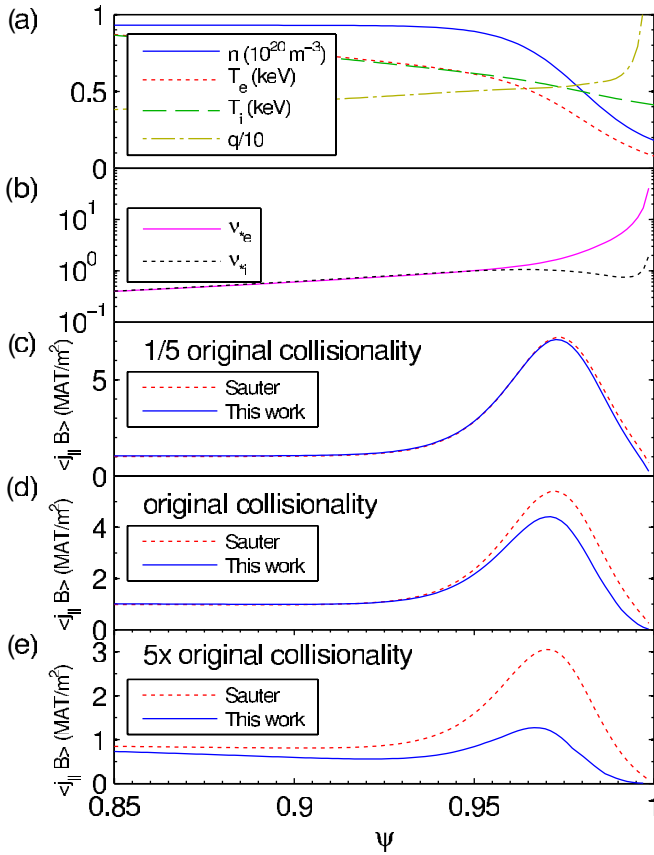 (a)
1
0.5
0
n (10^20 m^-3)
T_e (keV)
T_i (keV)
q/10
(b)
10^1
10^0
10^-1
ν_*e
ν_*i
(c)
<j_|| B> (MAT/m^2)
5
0
1/5 original collisionality
Sauter
This work
(d)
<j_|| B> (MAT/m^2)
4
2
0
original collisionality
Sauter
This work
(e)
<j_|| B> (MAT/m^2)
3
2
1
0
5x original collisionality
Sauter
This work
0.85
0.9
0.95
1
ψ